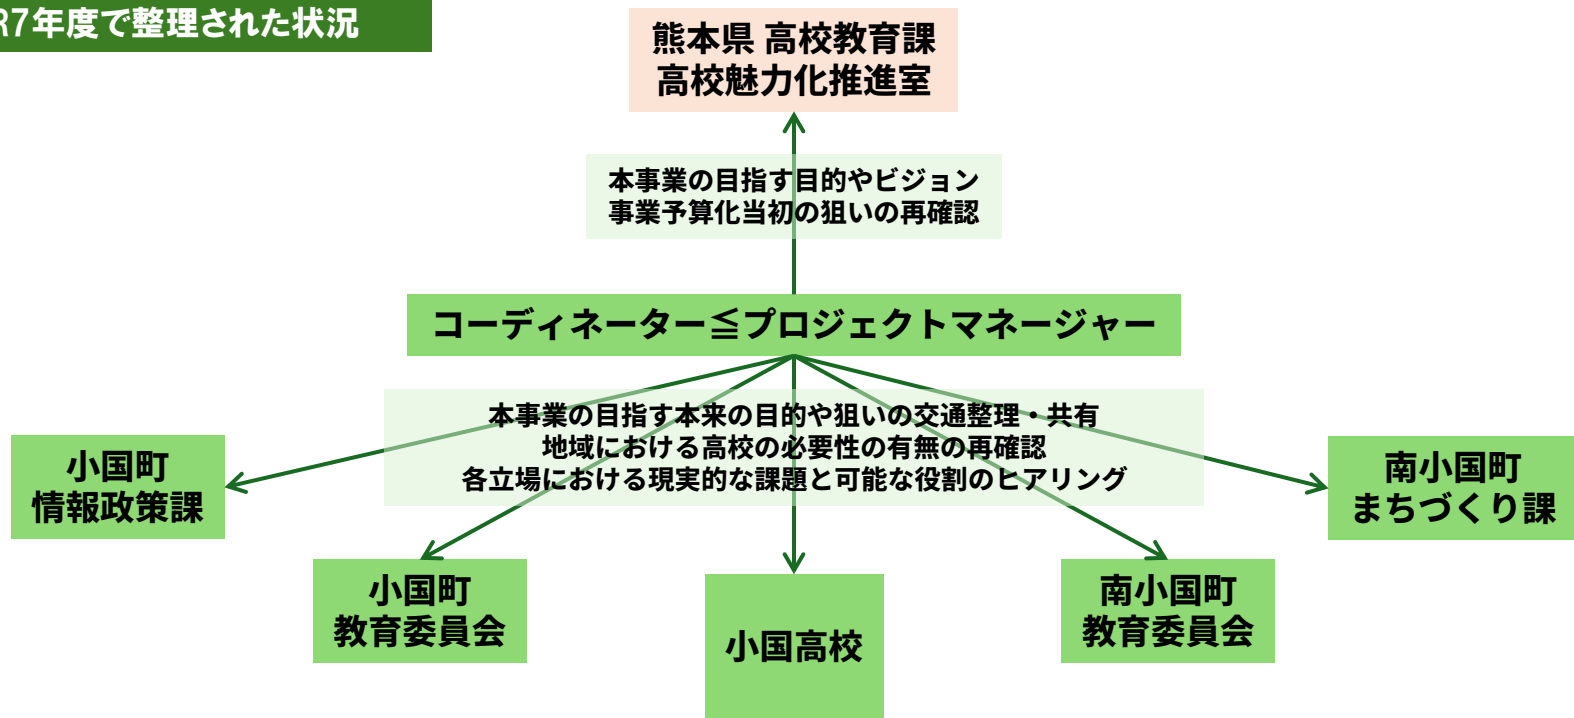 R7年度で整理された状況
熊本県 高校教育課
高校魅力化推進室
本事業の目指す目的やビジョン
事業予算化当初の狙いの再確認
コーディネーター≦プロジェクトマネージャー
本事業の目指す本来の目的や狙いの交通整理・共有
地域における高校の必要性の有無の再確認
各立場における現実的な課題と可能な役割のヒアリング
小国町
情報政策課
南小国町
まちづくり課
小国町
教育委員会
小国高校
南小国町
教育委員会